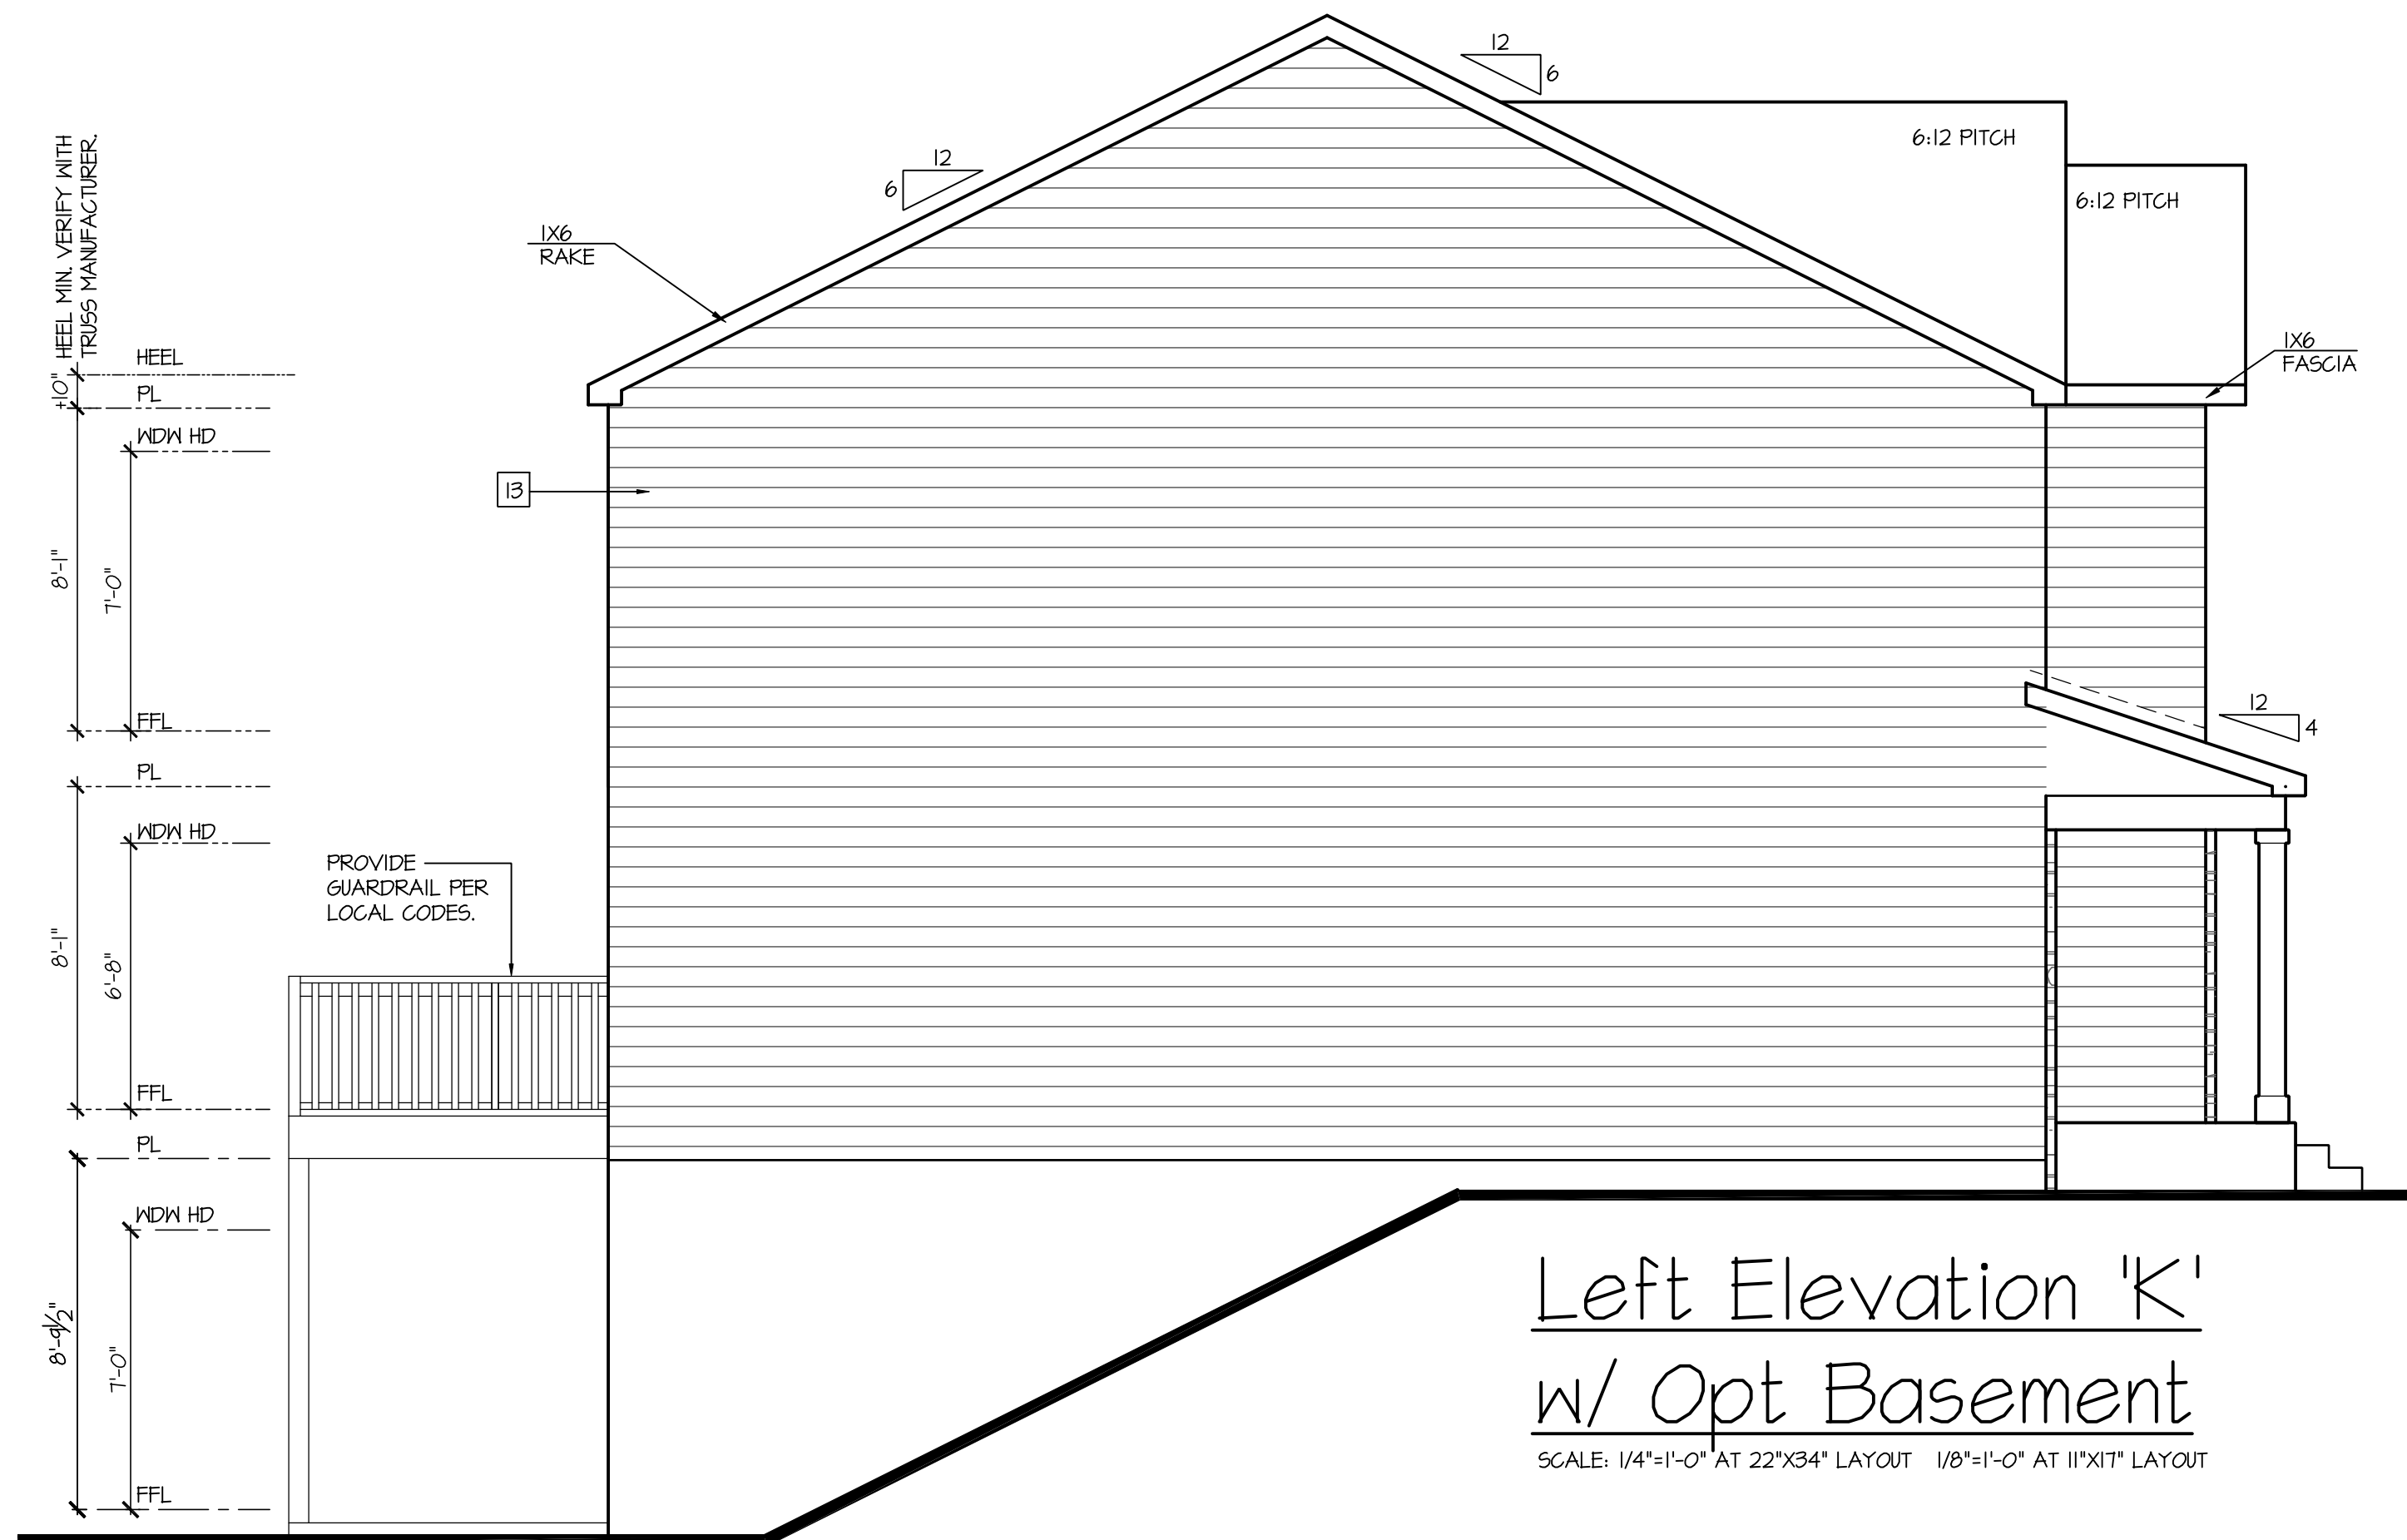 12
6
6:12 PITCH
6:12 PITCH
12
6
1X6
RAKE
HEEL MIN. VERIFY WITH
TRUSS MANUFACTURER.
+10"
HEEL
PL
WDW HD
1X6
FASCIA
13
8'-1"
7'-0"
FFL
12
4
PL
WDW HD
PROVIDE
GUARDRAIL PER
LOCAL CODES.
8'-1"
6'-8"
FFL
PL
WDW HD
8'-9 1/2"
7'-0"
FFL
Left Elevation 'K'
w/ Opt Basement
SCALE: 1/4"=1'-0" AT 22"X34" LAYOUT 1/8"=1'-0" AT 11"X17" LAYOUT